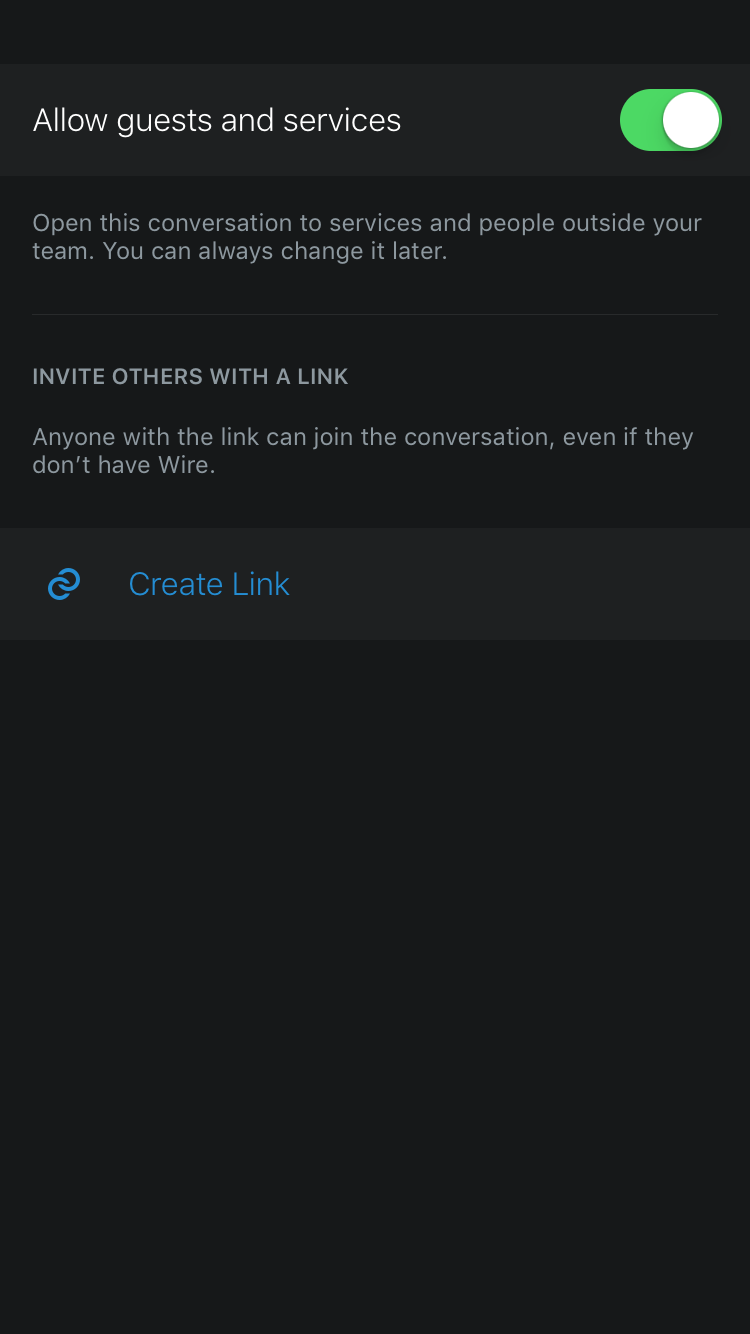 Allow guests and services
Open this conversation to services and people outside your
team. You can always change it later.
INVITE OTHERS WITH A LINK
Anyone with the link can join the conversation, even if they
don’t have Wire.
Create Link